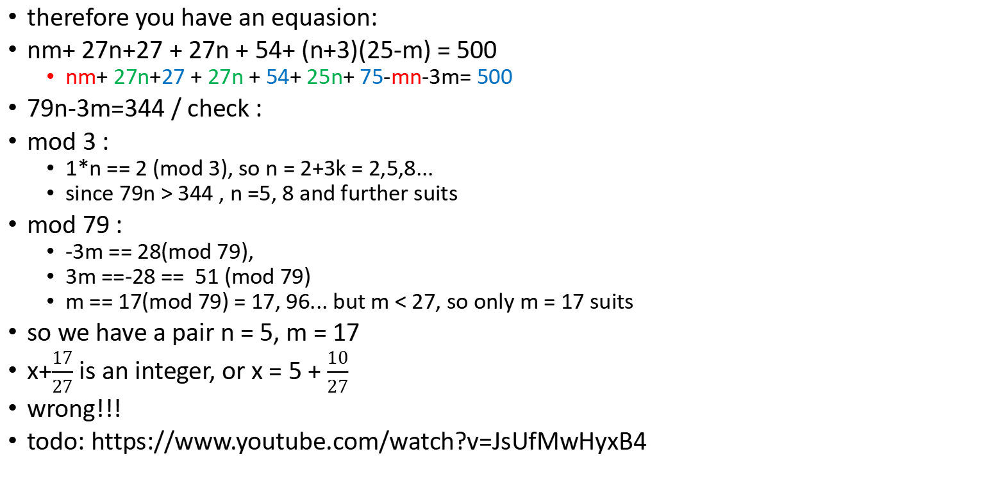 • therefore you have an equasion:
• nm+ 27n+27 + 27n + 54+ (n+3)(25-m) = 500
• nm+ 27n+27 + 27n + 54+ 25n+ 75-mn-3m= 500
• 79n-3m=344 / check :
• mod 3 :
• 1*n == 2 (mod 3), so n = 2+3k = 2,5,8...
• since 79n > 344 , n =5, 8 and further suits
• mod 79 :
• -3m == 28(mod 79),
• 3m ==-28 ==  51 (mod 79)
• m == 17(mod 79) = 17, 96... but m < 27, so only m = 17 suits
• so we have a pair n = 5, m = 17
• x+17/27 is an integer, or x = 5 + 10/27
• wrong!!!
• todo: https://www.youtube.com/watch?v=JsUfMwHyxB4